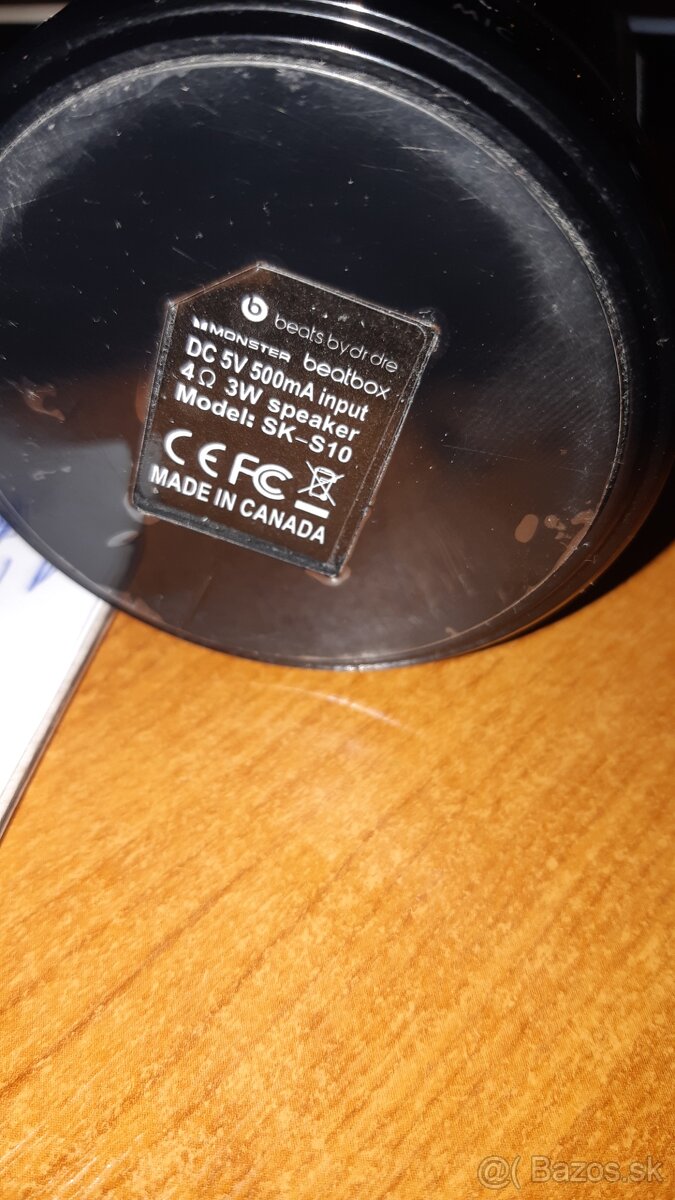 MIC
b beats by dr dre
MONSTER beatbox
DC 5V 500mA input
4Ω 3W speaker
Model: SK-S10
CE FC
MADE IN CANADA
@( Bazos.sk